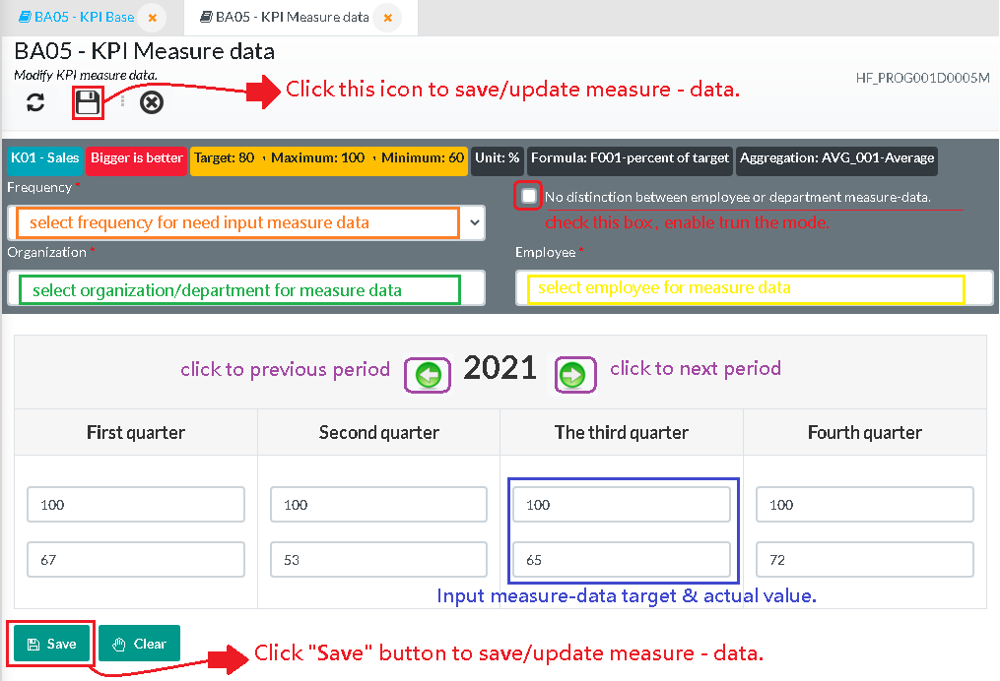 BA05 - KPI Base
BA05 - KPI Measure data
BA05 - KPI Measure data
Modify KPI measure data.
HF_PROG001D0005M
Click this icon to save/update measure - data.
K01 - Sales
Bigger is better
Target: 80 , Maximum: 100 , Minimum: 60
Unit: %
Formula: F001-percent of target
Aggregation: AVG_001-Average
Frequency *
No distinction between employee or department measure-data.
select frequency for need input measure data
check this box, enable trun the mode.
Organization *
Employee *
select organization/department for measure data
select employee for measure data
click to previous period
2021
click to next period
First quarter
Second quarter
The third quarter
Fourth quarter
100
100
100
100
67
53
65
72
Input measure-data target & actual value.
Save
Clear
Click "Save" button to save/update measure - data.